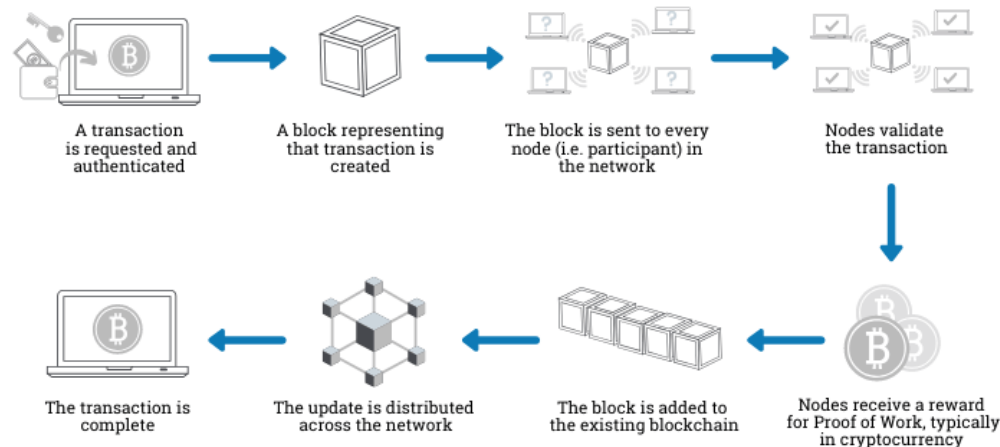 A transaction
is requested and
authenticated
A block representing
that transaction is
created
The block is sent to every
node (i.e. participant) in
the network
Nodes validate
the transaction
Nodes receive a reward
for Proof of Work, typically
in cryptocurrency
The block is added to
the existing blockchain
The update is distributed
across the network
The transaction is
complete